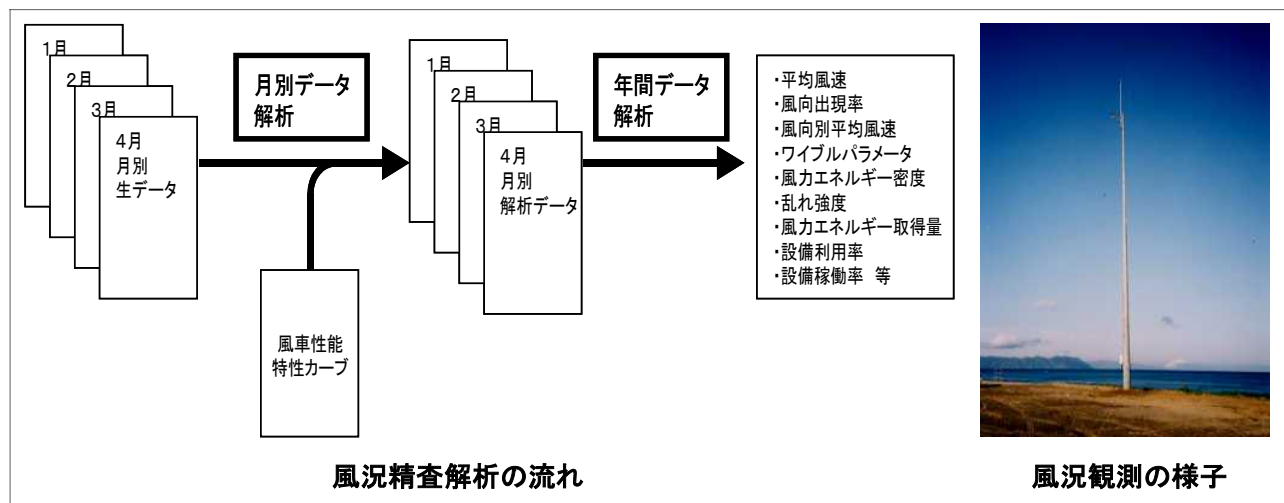 1月
2月
3月
4月
月別
生データ
月別データ
解析
風車性能
特性カーブ
1月
2月
3月
4月
月別
解析データ
年間データ
解析
・平均風速
・風向出現率
・風向別平均風速
・ワイブルパラメータ
・風力エネルギー密度
・乱れ強度
・風力エネルギー取得量
・設備利用率
・設備稼働率 等
風況精査解析の流れ
風況観測の様子